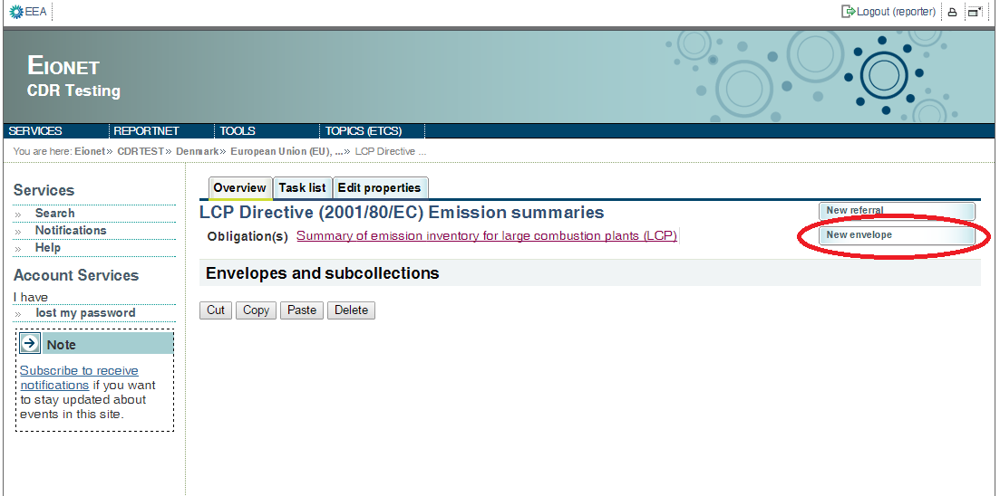 EEA
Logout (reporter)
EIONET
CDR Testing
SERVICES REPORTNET TOOLS TOPICS (ETCS)
You are here: Eionet» CDRTEST» Denmark» European Union (EU), ...» LCP Directive ...
Services
» Search
» Notifications
» Help
Account Services
I have
» lost my password
Note
Subscribe to receive
notifications if you want
to stay updated about
events in this site.
Overview Task list Edit properties
LCP Directive (2001/80/EC) Emission summaries
New referral
Obligation(s) Summary of emission inventory for large combustion plants (LCP)
New envelope
Envelopes and subcollections
Cut Copy Paste Delete